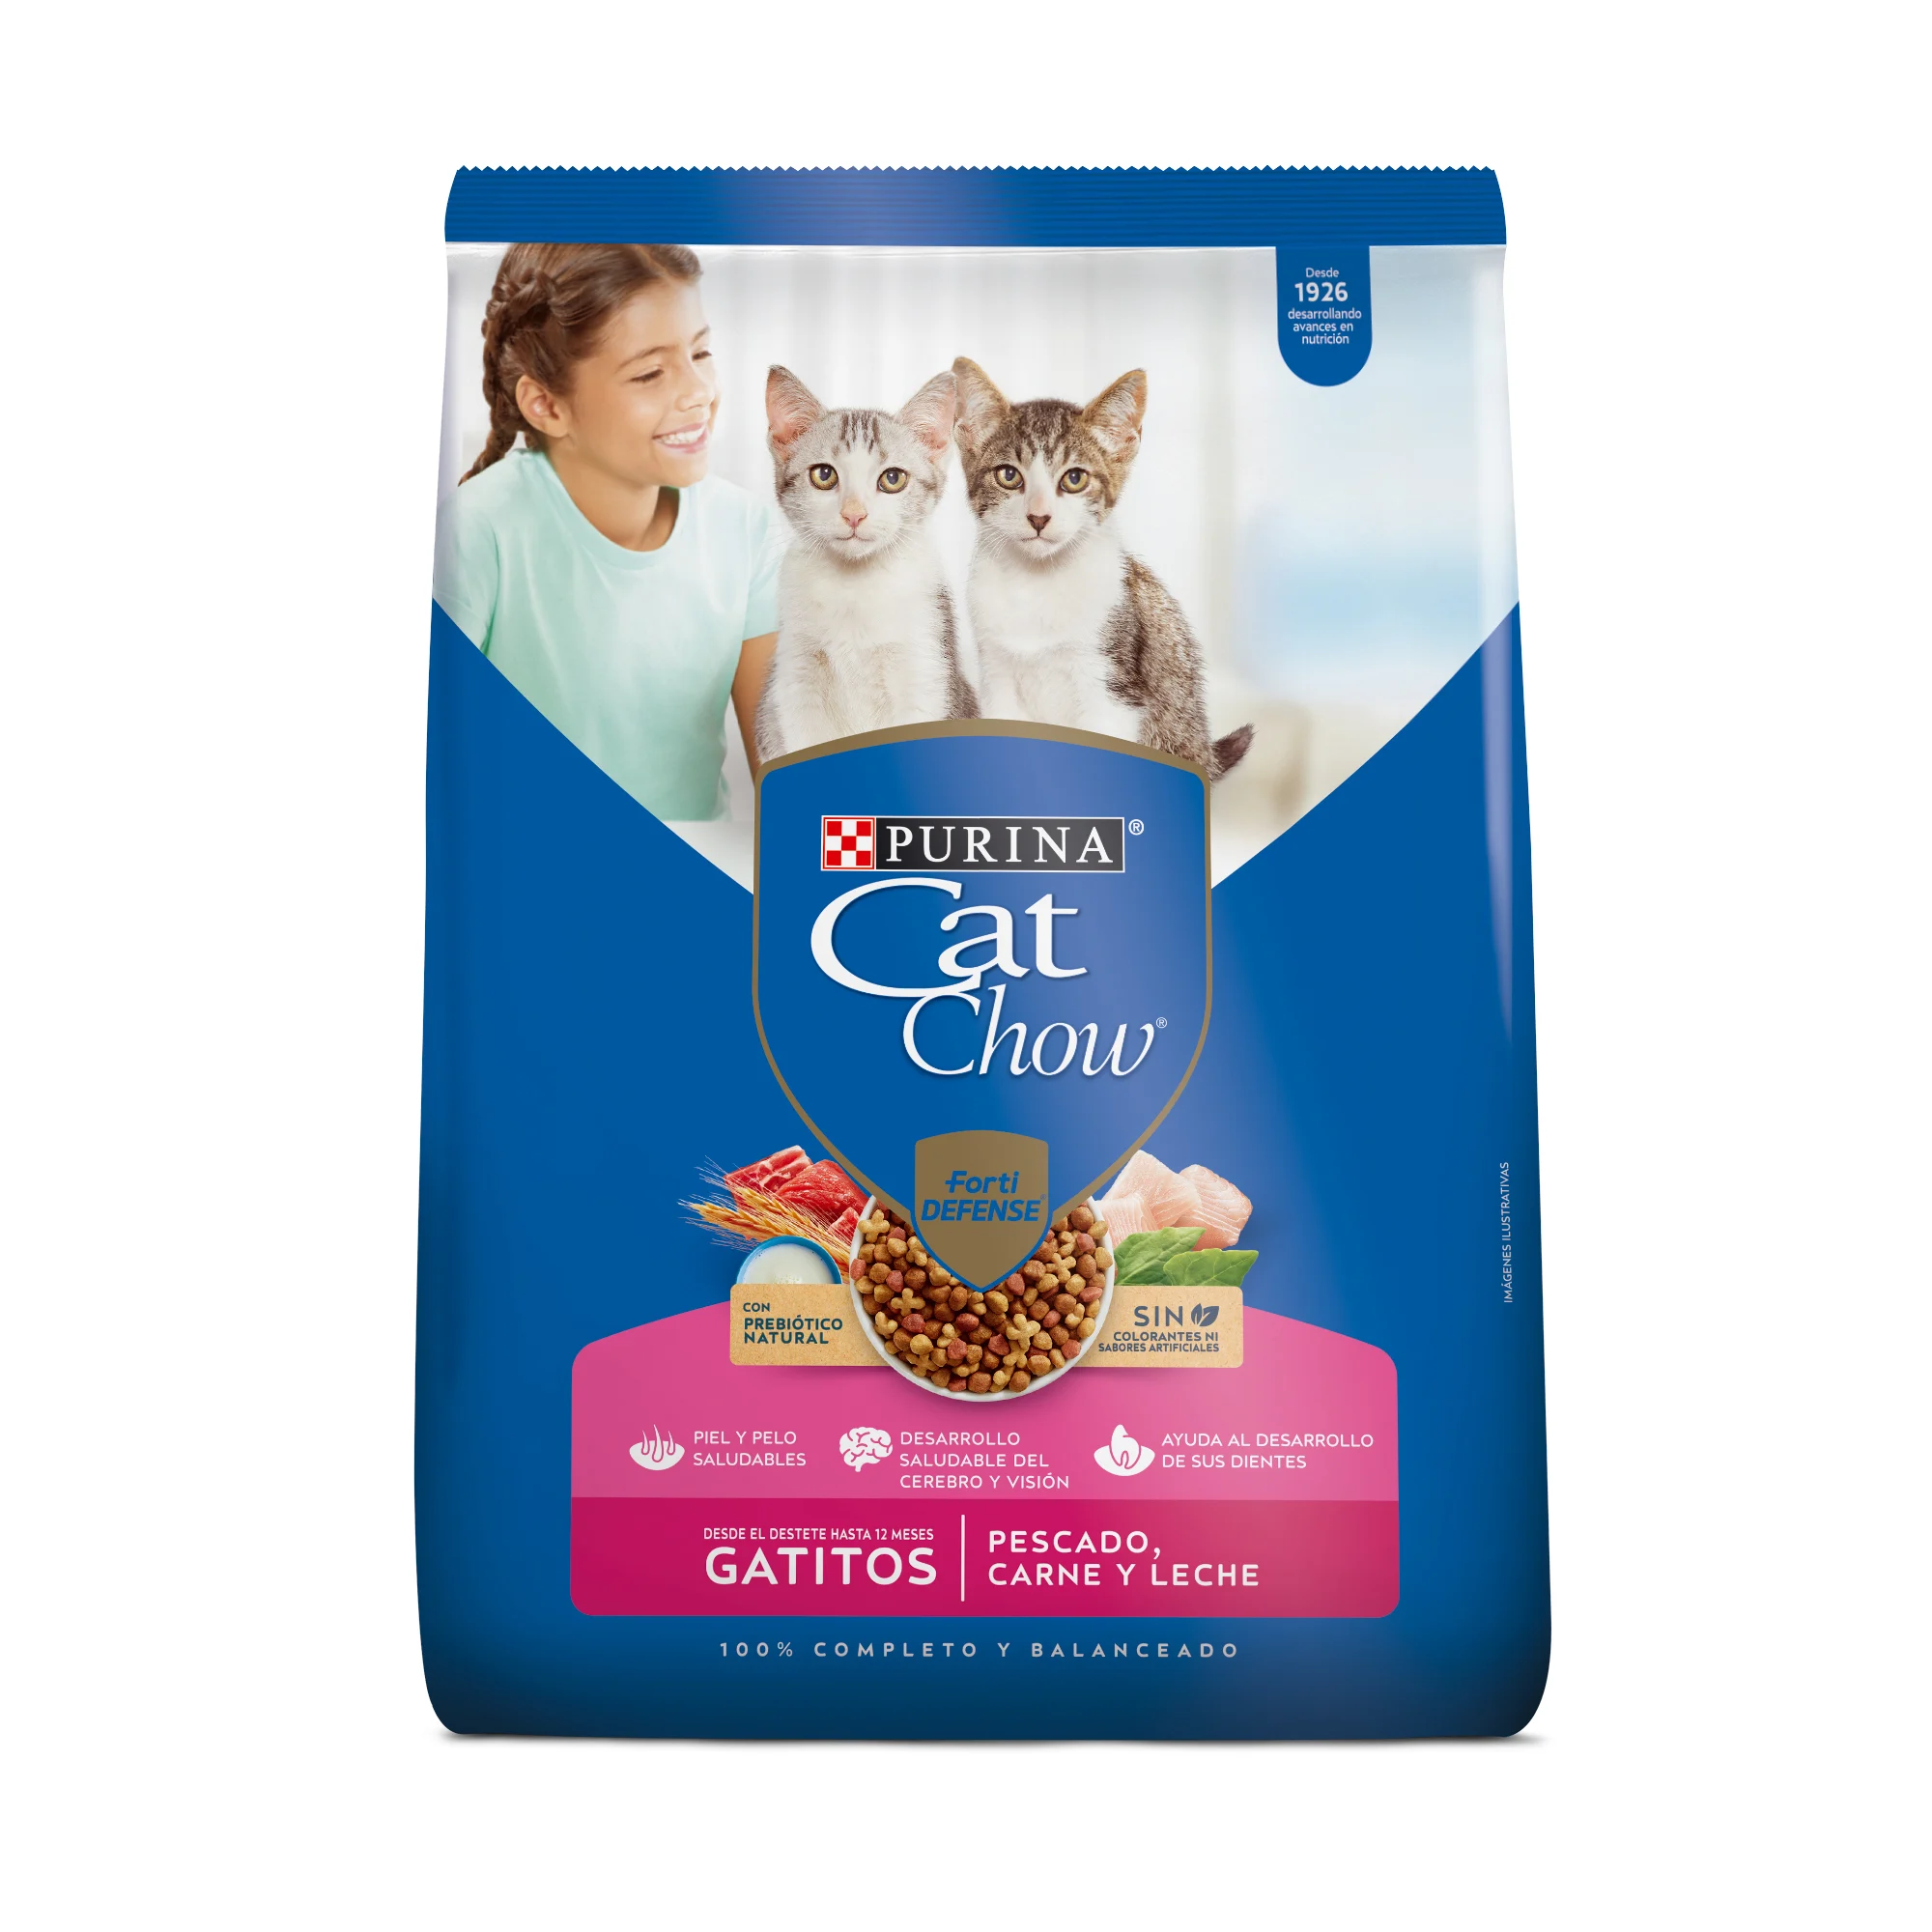 Desde
1926
desarrollando
avances en
nutrición
PURINA®
Cat
Chow®
Forti
DEFENSE®
CON
PREBIÓTICO
NATURAL
SIN
COLORANTES NI
SABORES ARTIFICIALES
IMÁGENES ILUSTRATIVAS
PIEL Y PELO
SALUDABLES
DESARROLLO
SALUDABLE DEL
CEREBRO Y VISIÓN
AYUDA AL DESARROLLO
DE SUS DIENTES
DESDE EL DESTETE HASTA 12 MESES
GATITOS
PESCADO,
CARNE Y LECHE
100% COMPLETO Y BALANCEADO